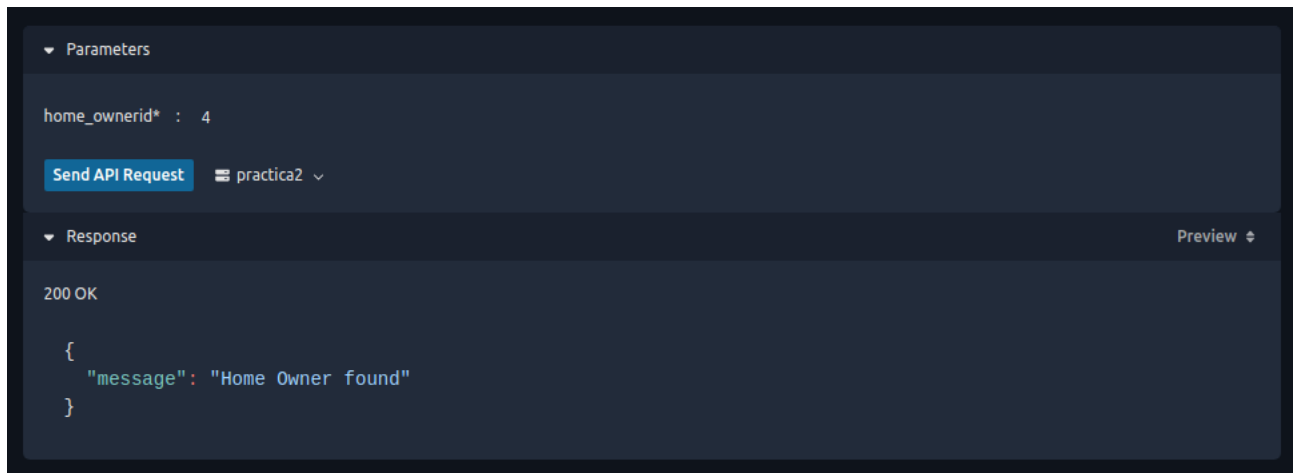 Parameters
home_ownerid* : 4
Send API Request practica2
Response Preview
200 OK
{
"message": "Home Owner found"
}